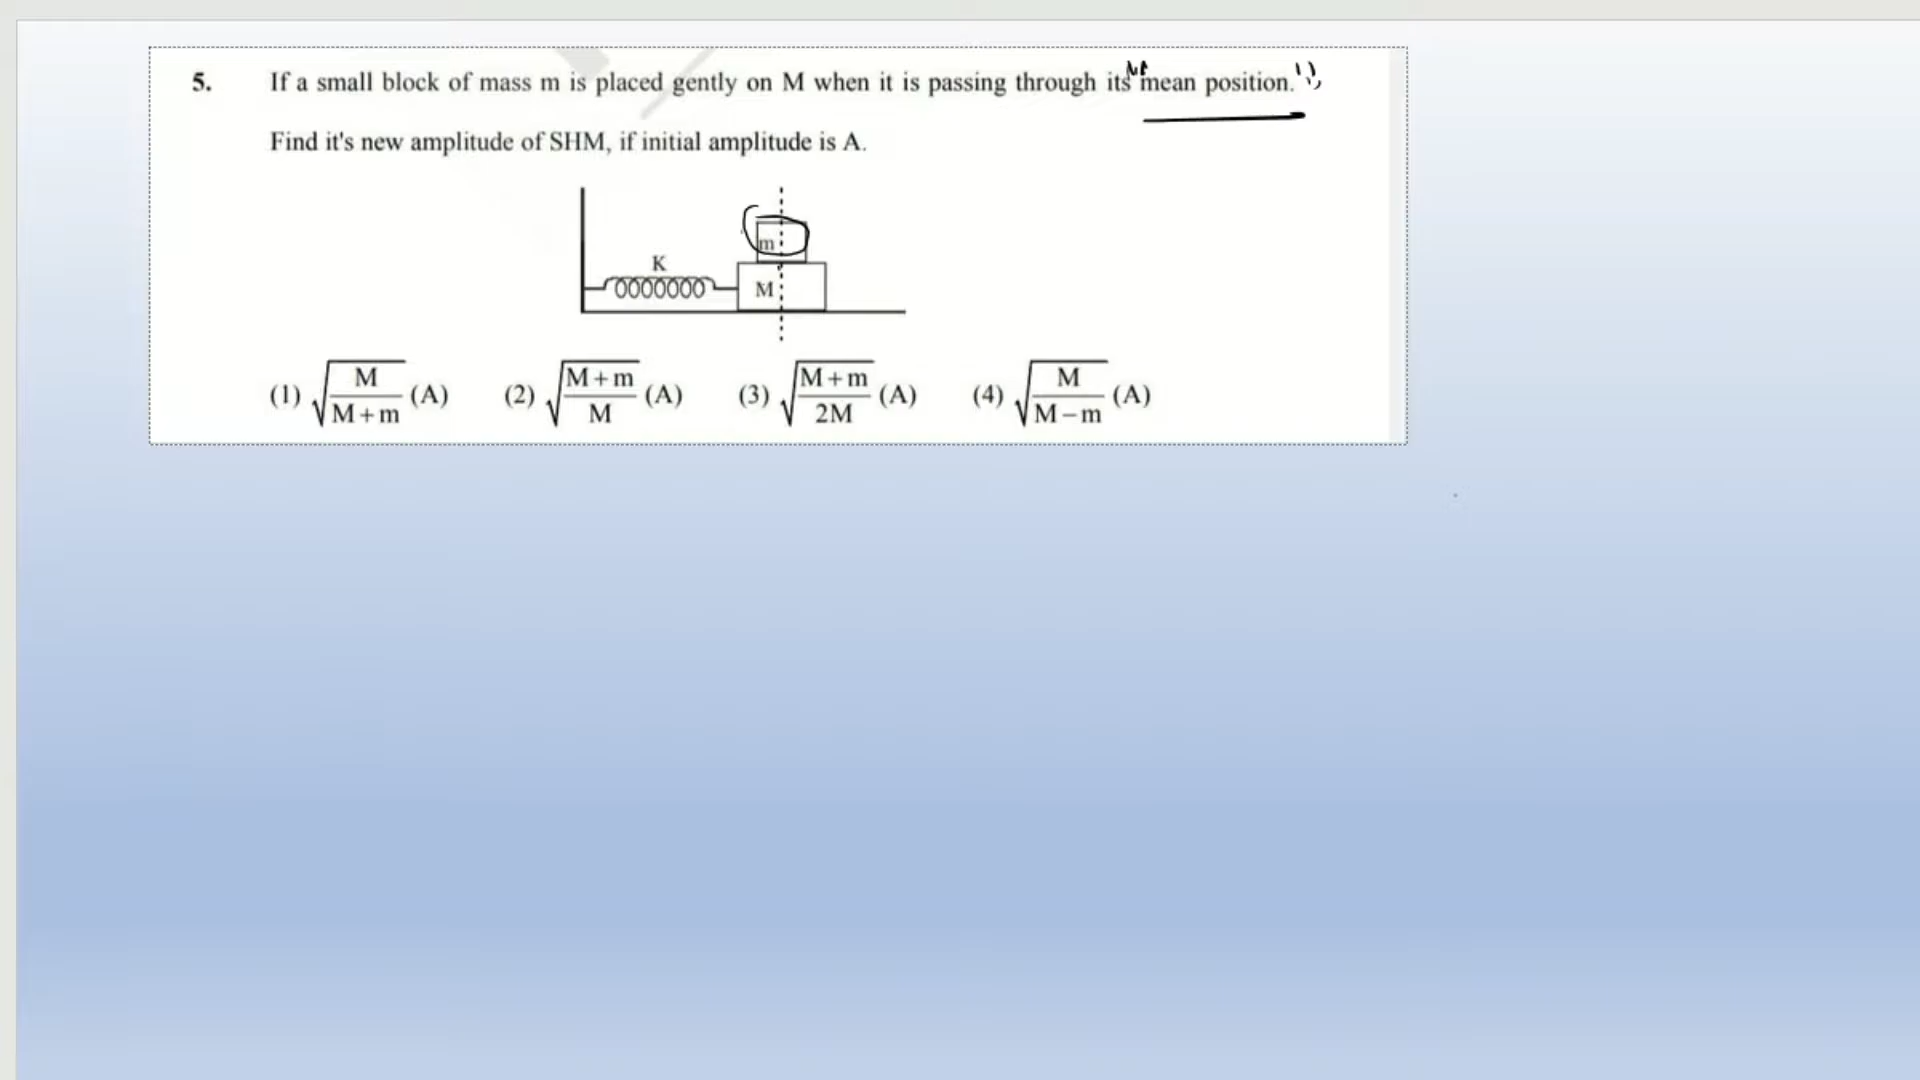 5. If a small block of mass m is placed gently on M when it is passing through its mean position.
Find it's new amplitude of SHM, if initial amplitude is A.
m
K
M
(1) √(M/(M+m)) (A) (2) √((M+m)/M) (A) (3) √((M+m)/2M) (A) (4) √(M/(M−m)) (A)